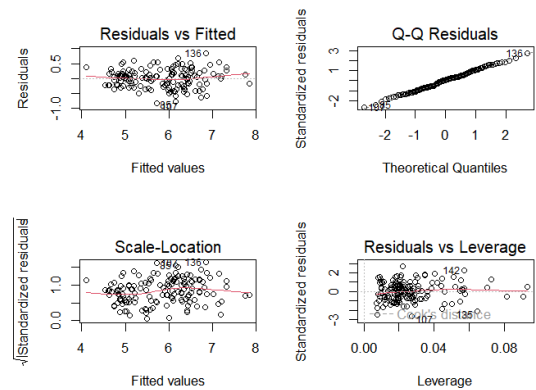 Residuals vs Fitted
Residuals
-1.0
0.5
136
4
5
6
7
8
Fitted values
Q-Q Residuals
Standardized residuals
-2
1
3
136
-2
-1
0
1
2
Theoretical Quantiles
Scale-Location
√|Standardized residuals|
0.0
1.0
136
4
5
6
7
8
Fitted values
Residuals vs Leverage
Standardized residuals
-3
0
2
142
107
135
Cook's distance
0.00
0.04
0.08
Leverage